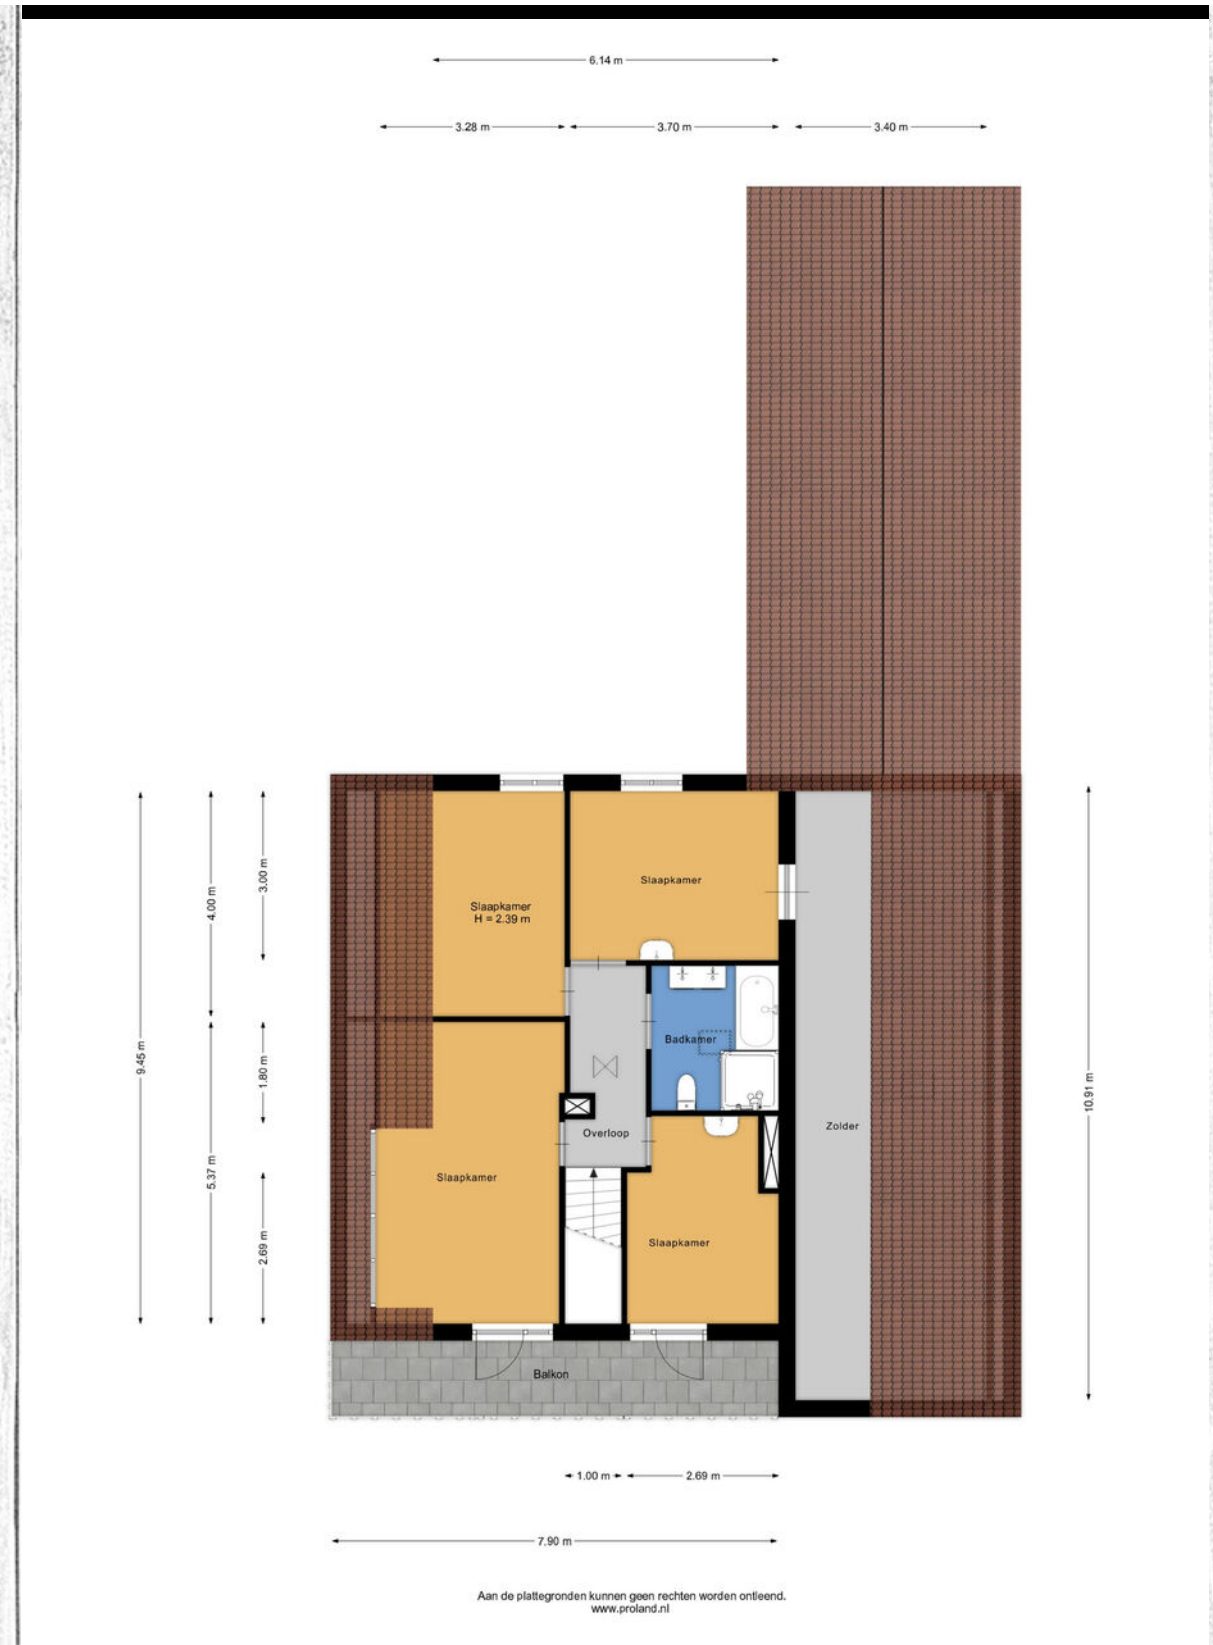 6.14 m
3.28 m
3.70 m
3.40 m
Slaapkamer
3.00 m
4.00 m
Slaapkamer
H = 2.39 m
Badkamer
9.45 m
1.80 m
10.91 m
Zolder
Overloop
5.37 m
Slaapkamer
2.69 m
Slaapkamer
Balkon
1.00 m
2.69 m
7.90 m
Aan de plattegronden kunnen geen rechten worden ontleend.
www.proland.nl